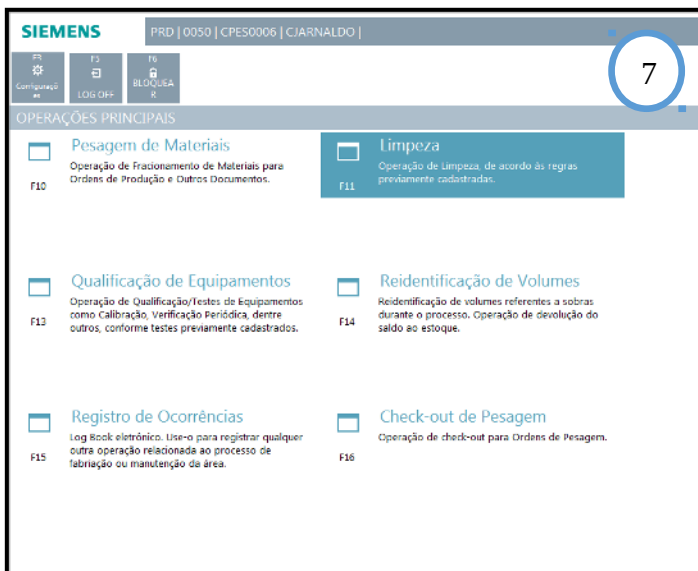 SIEMENS PRD | 0050 | CPES0006 | CJARNALDO |
7
F3 F5 F6
Configuraçõ
es
LOG OFF
BLOQUEA
R
OPERAÇÕES PRINCIPAIS
Pesagem de Materiais
Operação de Fracionamento de Materiais para
Ordens de Produção e Outros Documentos.
F10
Limpeza
Operação de Limpeza, de acordo às regras
previamente cadastradas.
F11
Qualificação de Equipamentos
Operação de Qualificação/Testes de Equipamentos
como Calibração, Verificação Periódica, dentre
outros, conforme testes previamente cadastrados.
F13
Reidentificação de Volumes
Reidentificação de volumes referentes a sobras
durante o processo. Operação de devolução do
saldo ao estoque.
F14
Registro de Ocorrências
Log Book eletrônico. Use-o para registrar qualquer
outra operação relacionada ao processo de
fabriação ou manutenção da área.
F15
Check-out de Pesagem
Operação de check-out para Ordens de Pesagem.
F16